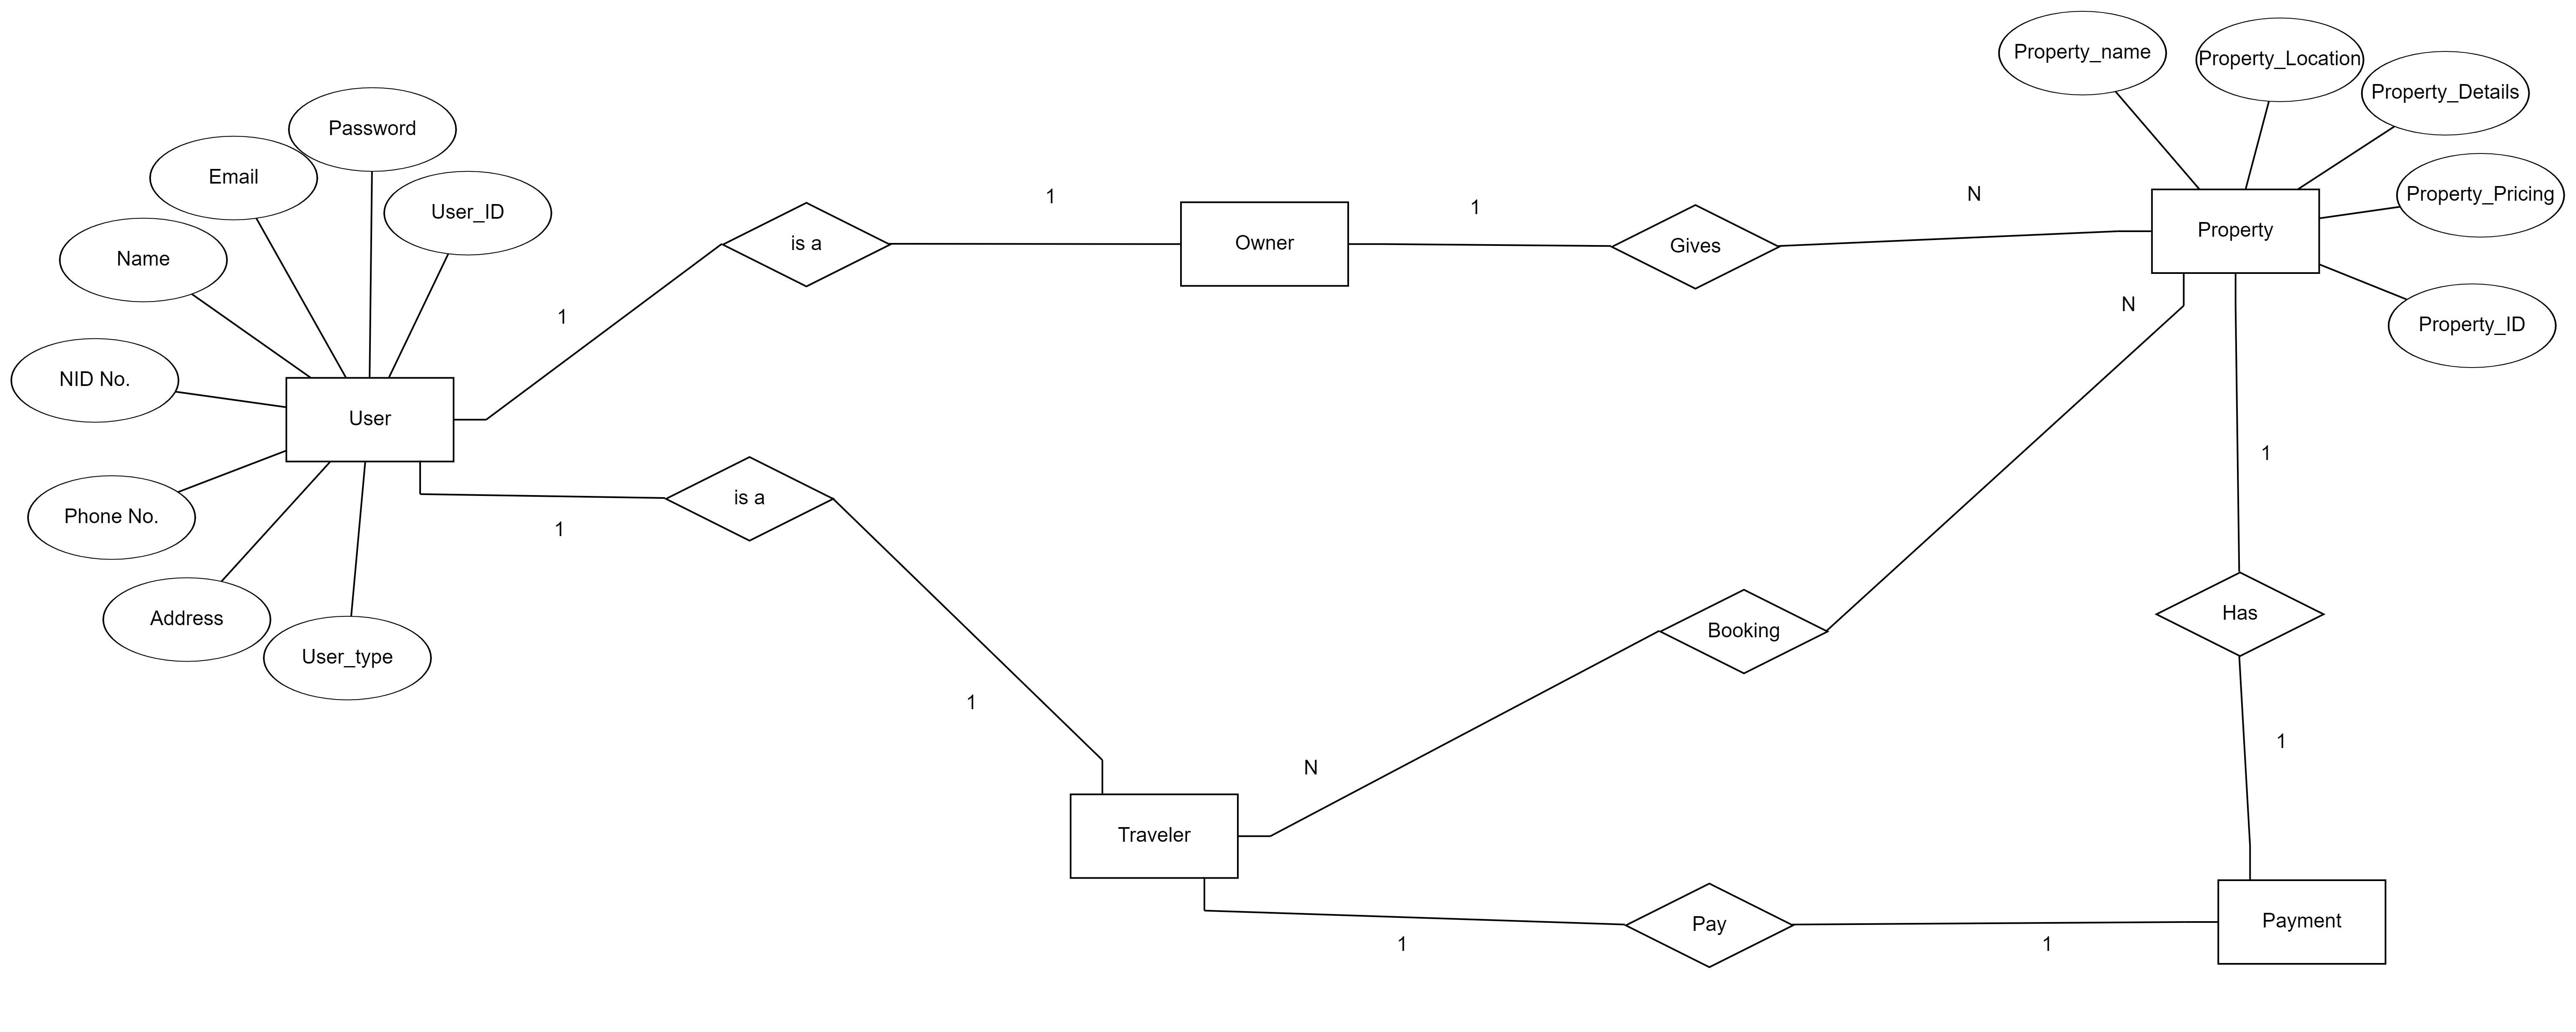 Property_name
Property_Location
Property_Details
Password
Email
User_ID
Property_Pricing
1
1
N
Name
is a
Owner
Gives
Property
1
N
Property_ID
NID No.
User
1
is a
Phone No.
1
Address
Booking
Has
User_type
1
1
N
Traveler
Pay
Payment
1
1